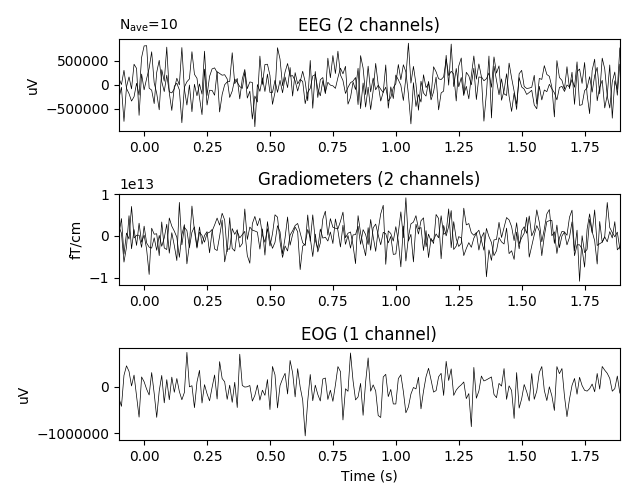 N_ave=10
EEG (2 channels)
500000
0
−500000
uV
0.00 0.25 0.50 0.75 1.00 1.25 1.50 1.75
1e13
Gradiometers (2 channels)
1
0
−1
fT/cm
0.00 0.25 0.50 0.75 1.00 1.25 1.50 1.75
EOG (1 channel)
0
−1000000
uV
0.00 0.25 0.50 0.75 1.00 1.25 1.50 1.75
Time (s)